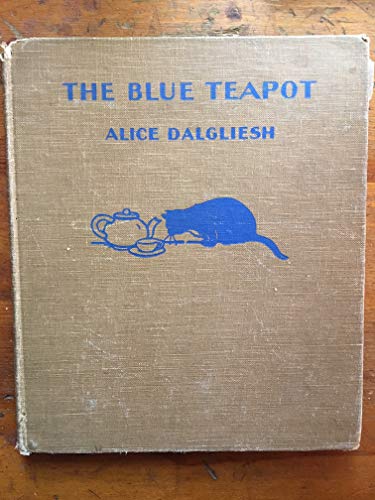 THE BLUE TEAPOT
ALICE DALGLIESH